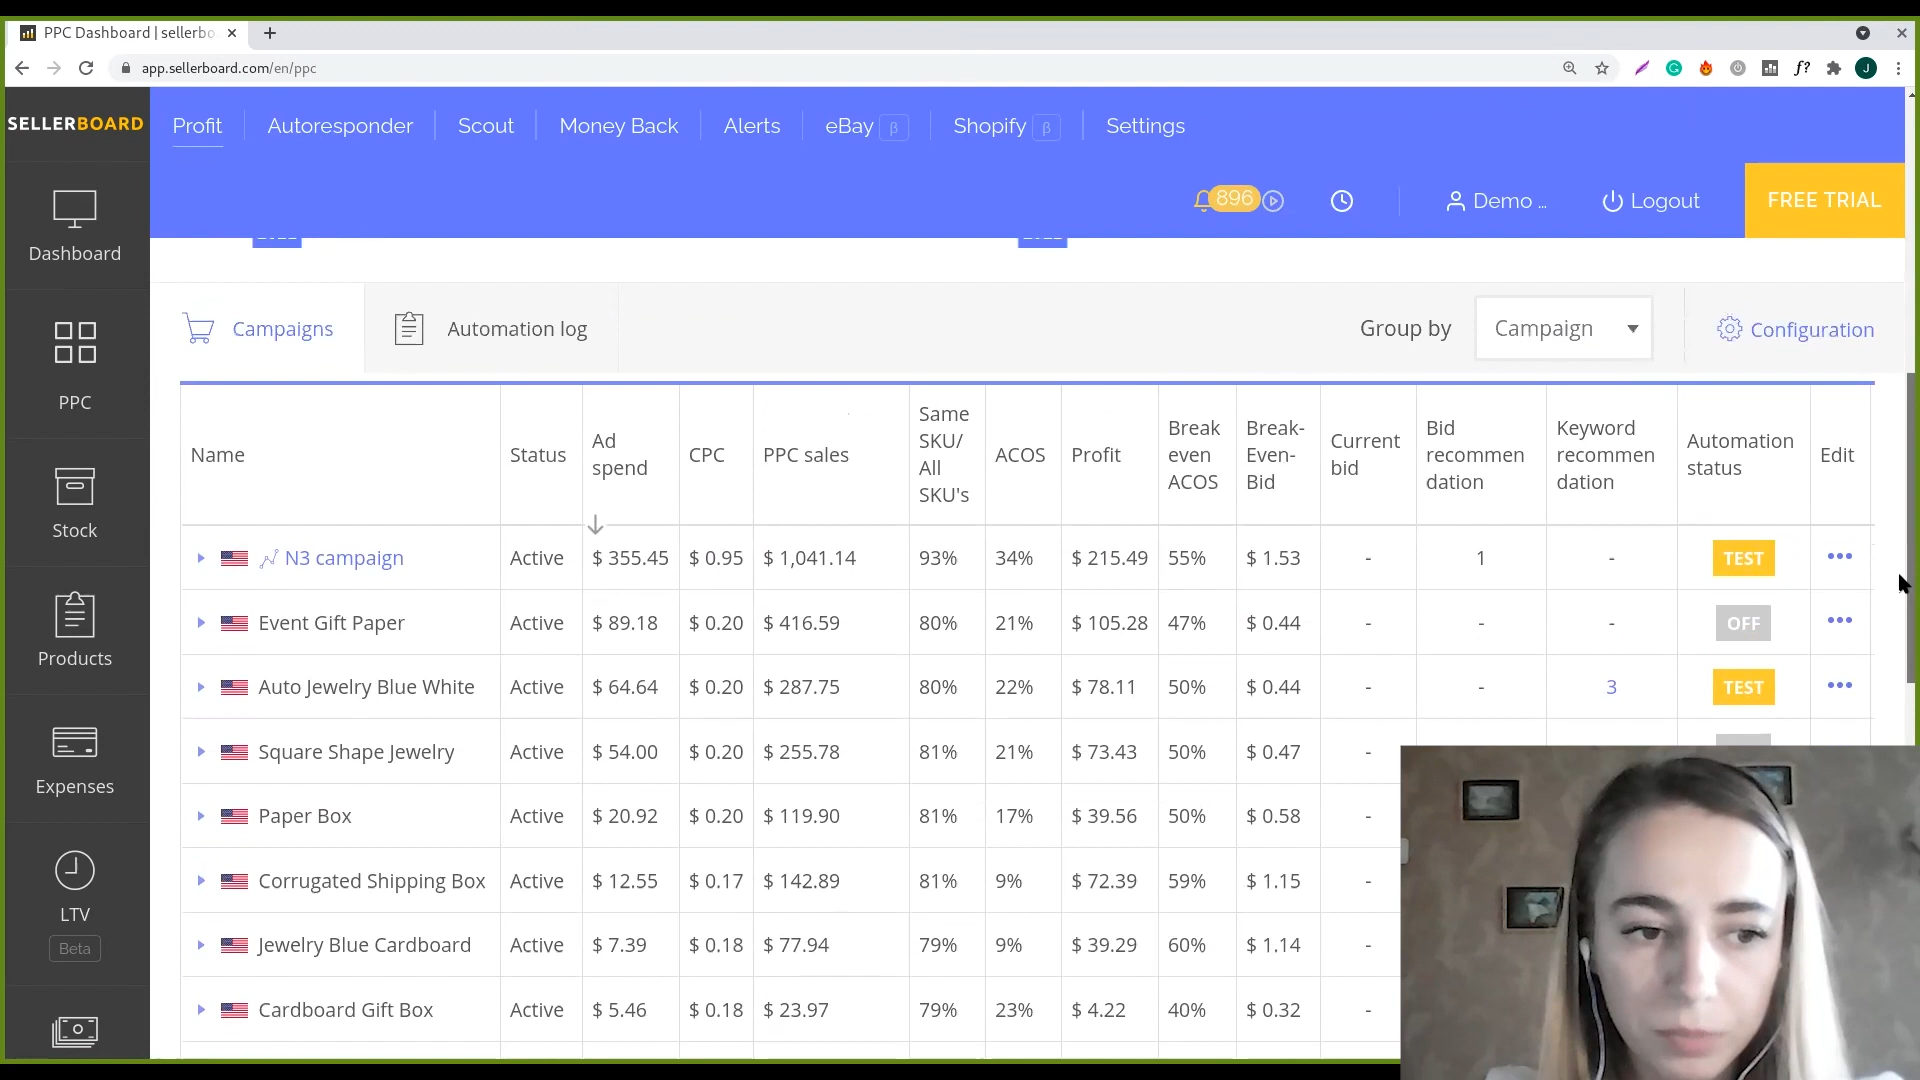 PPC Dashboard | sellerbo
app.sellerboard.com/en/ppc
J
SELLERBOARD
Profit
Autoresponder
Scout
Money Back
Alerts
eBay β
Shopify β
Settings
896
Demo ...
Logout
FREE TRIAL
Dashboard
PPC
Stock
Products
Expenses
LTV
Beta
Campaigns
Automation log
Group by
Campaign
Configuration
Name Status Ad spend CPC PPC sales Same SKU/ All SKU's ACOS Profit Break even ACOS Break-Even-Bid Current bid Bid recommen dation Keyword recommen dation Automation status Edit
N3 campaign Active $ 355.45 $ 0.95 $ 1,041.14 93% 34% $ 215.49 55% $ 1.53 - 1 - TEST
Event Gift Paper Active $ 89.18 $ 0.20 $ 416.59 80% 21% $ 105.28 47% $ 0.44 - - - OFF
Auto Jewelry Blue White Active $ 64.64 $ 0.20 $ 287.75 80% 22% $ 78.11 50% $ 0.44 - - 3 TEST
Square Shape Jewelry Active $ 54.00 $ 0.20 $ 255.78 81% 21% $ 73.43 50% $ 0.47 -
Paper Box Active $ 20.92 $ 0.20 $ 119.90 81% 17% $ 39.56 50% $ 0.58 -
Corrugated Shipping Box Active $ 12.55 $ 0.17 $ 142.89 81% 9% $ 72.39 59% $ 1.15 -
Jewelry Blue Cardboard Active $ 7.39 $ 0.18 $ 77.94 79% 9% $ 39.29 60% $ 1.14 -
Cardboard Gift Box Active $ 5.46 $ 0.18 $ 23.97 79% 23% $ 4.22 40% $ 0.32 -